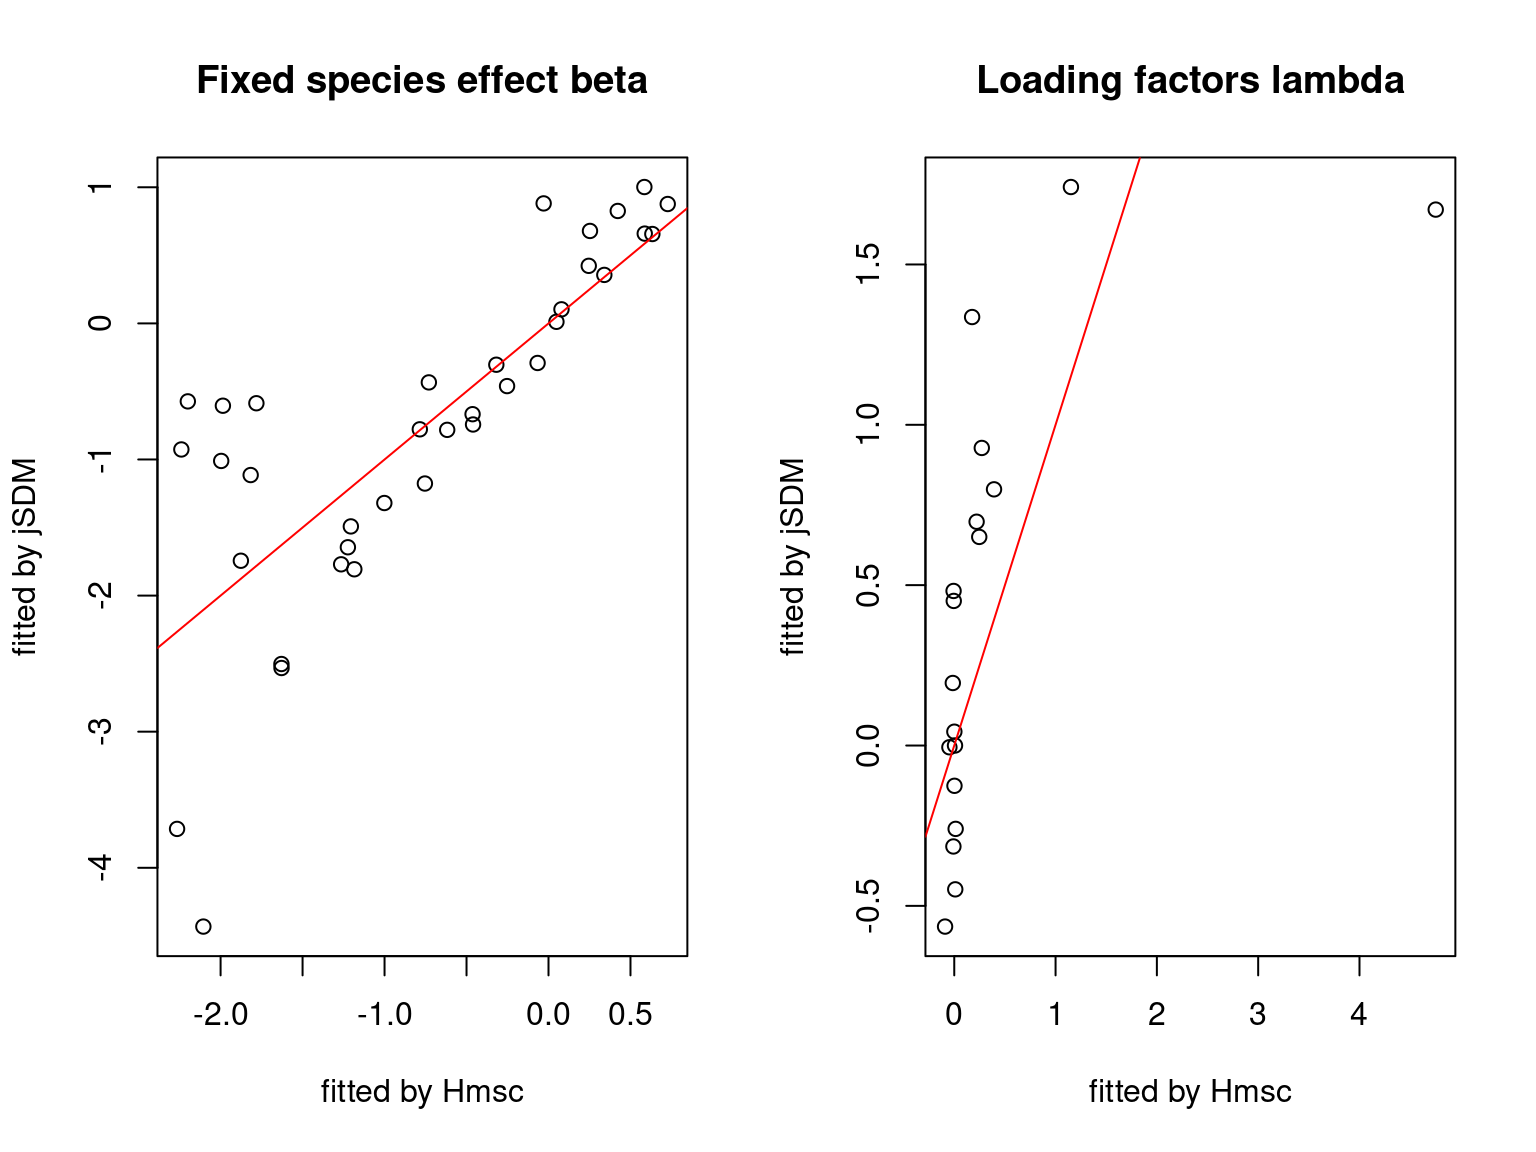 Fixed species effect beta
fitted by jSDM
1
0
-1
-2
-3
-4
-2.0 -1.0 0.0 0.5
fitted by Hmsc
Loading factors lambda
fitted by jSDM
1.5
1.0
0.5
0.0
-0.5
0 1 2 3 4
fitted by Hmsc